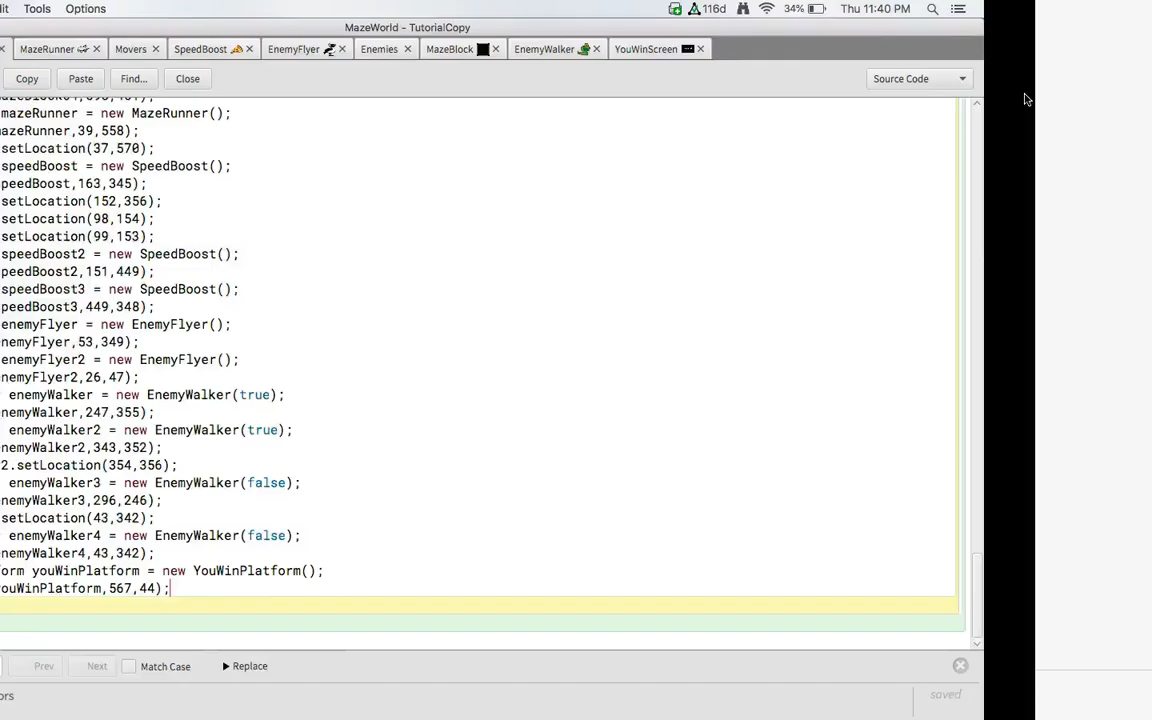 it Tools Options 116d 34% Thu 11:40 PM
MazeWorld - TutorialCopy
MazeRunner Movers SpeedBoost EnemyFlyer Enemies MazeBlock EnemyWalker YouWinScreen
Copy Paste Find... Close Source Code
mazeRunner = new MazeRunner();
nazeRunner,39,558);
setLocation(37,570);
speedBoost = new SpeedBoost();
peedBoost,163,345);
setLocation(152,356);
setLocation(98,154);
setLocation(99,153);
speedBoost2 = new SpeedBoost();
peedBoost2,151,449);
speedBoost3 = new SpeedBoost();
peedBoost3,449,348);
enemyFlyer = new EnemyFlyer();
nemyFlyer,53,349);
enemyFlyer2 = new EnemyFlyer();
nemyFlyer2,26,47);
enemyWalker = new EnemyWalker(true);
nemyWalker,247,355);
enemyWalker2 = new EnemyWalker(true);
nemyWalker2,343,352);
2.setLocation(354,356);
enemyWalker3 = new EnemyWalker(false);
nemyWalker3,296,246);
setLocation(43,342);
enemyWalker4 = new EnemyWalker(false);
nemyWalker4,43,342);
orm youWinPlatform = new YouWinPlatform();
ouWinPlatform,567,44);
Prev Next Match Case Replace
ors saved